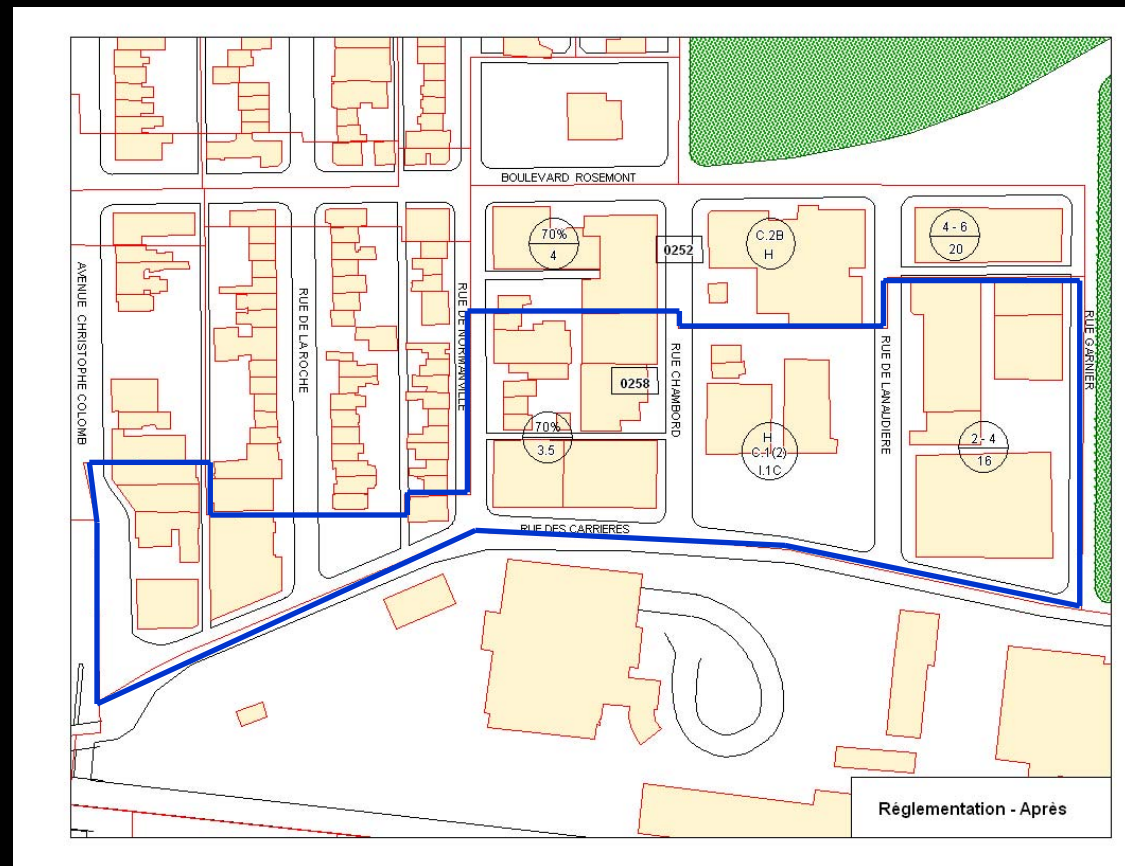 BOULEVARD ROSEMONT
70%
4
0252
C.2B
H
4 - 6
20
AVENUE CHRISTOPHE COLOMB
RUE DE LA ROCHE
RUE DE NORMANVILLE
RUE CHAMBORD
RUE DE LANAUDIERE
RUE GARNIER
0258
70%
3.5
H
C.1(2)
I.1C
2 - 4
16
RUE DES CARRIERES
Réglementation - Après